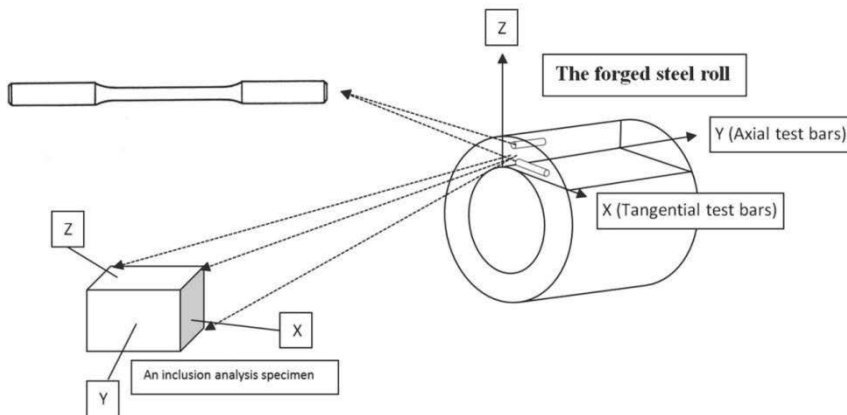 Z
The forged steel roll
Y (Axial test bars)
X (Tangential test bars)
Z
X
An inclusion analysis specimen
Y